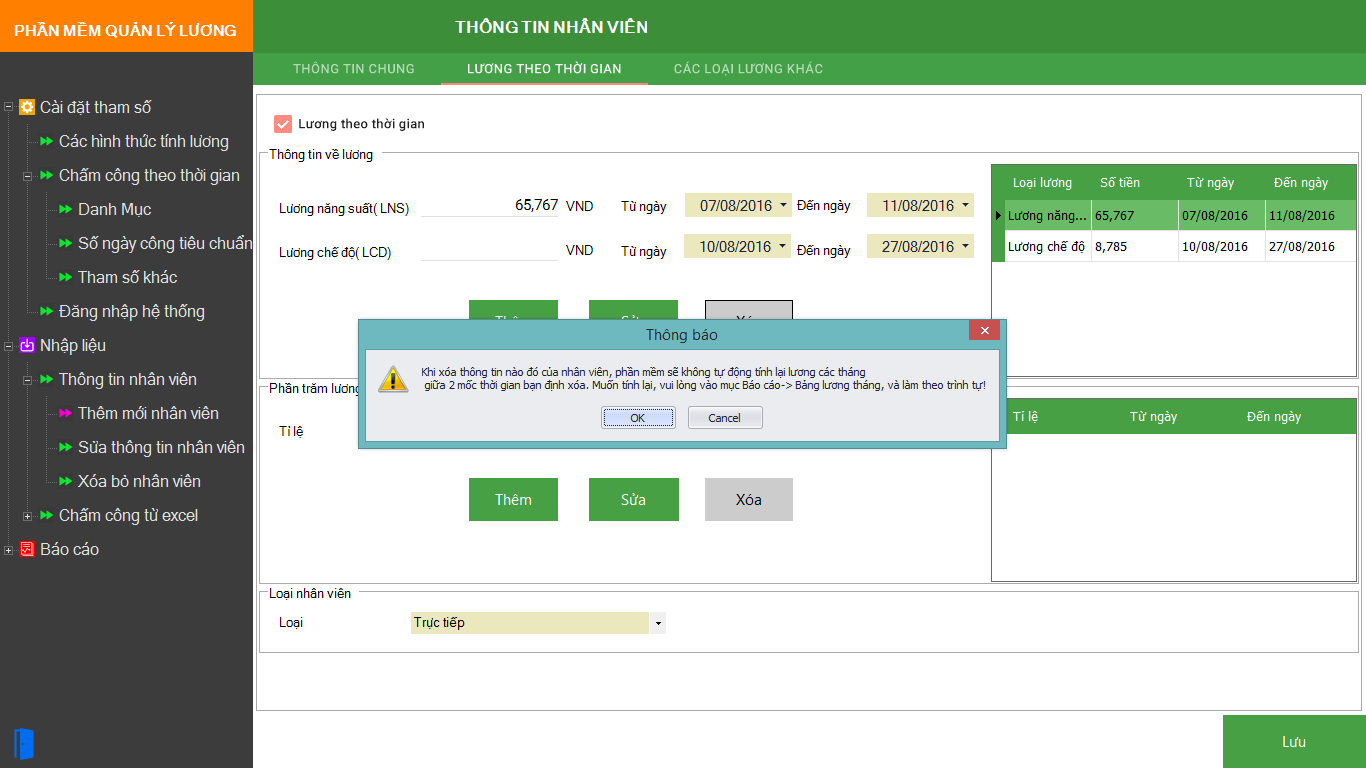 PHẦN MỀM QUẢN LÝ LƯƠNG
THÔNG TIN NHÂN VIÊN
THÔNG TIN CHUNG
LƯƠNG THEO THỜI GIAN
CÁC LOẠI LƯƠNG KHÁC
Cài đặt tham số
Các hình thức tính lương
Chấm công theo thời gian
Danh Mục
Số ngày công tiêu chuẩn
Tham số khác
Đăng nhập hệ thống
Nhập liệu
Thông tin nhân viên
Thêm mới nhân viên
Sửa thông tin nhân viên
Xóa bỏ nhân viên
Chấm công từ excel
Báo cáo
Lương theo thời gian
Thông tin về lương
Lương năng suất( LNS) 65,767 VND Từ ngày 07/08/2016 Đến ngày 11/08/2016
Lương chế độ( LCD) VND Từ ngày 10/08/2016 Đến ngày 27/08/2016
Loại lương Số tiền Từ ngày Đến ngày
Lương năng... 65,767 07/08/2016 11/08/2016
Lương chế độ 8,785 10/08/2016 27/08/2016
Thông báo
Khi xóa thông tin nào đó của nhân viên, phần mềm sẽ không tự động tính lại lương các tháng
giữa 2 mốc thời gian bạn định xóa. Muốn tính lại, vui lòng vào mục Báo cáo-> Bảng lương tháng, và làm theo trình tự!
OK Cancel
Phần trăm lương
Tỉ lệ
Tỉ lệ Từ ngày Đến ngày
Thêm Sửa Xóa
Loại nhân viên
Loại Trực tiếp
Lưu